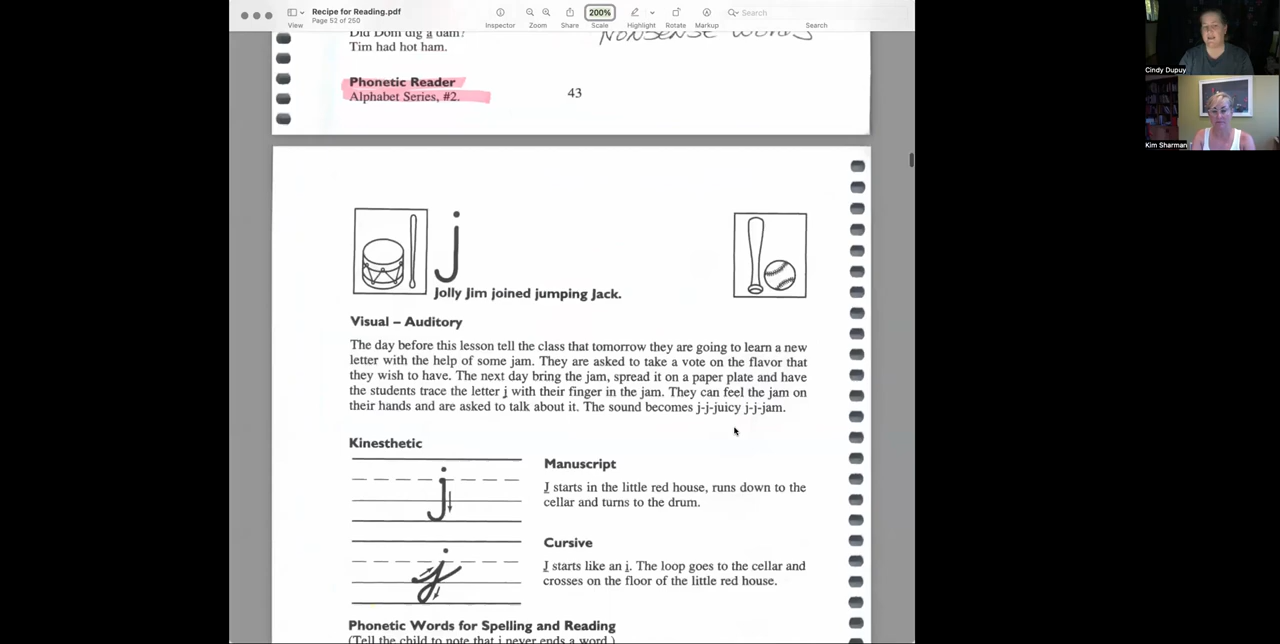 Recipe for Reading.pdf
Page 52 of 250
View
Inspector
Zoom
Share
200%
Scale
Highlight
Rotate
Markup
Search
Search
Did Dom dig a dam?
Tim had hot ham.
NONSENSE WORDS
Phonetic Reader
Alphabet Series, #2.
43
j
Jolly Jim joined jumping Jack.
Visual – Auditory
The day before this lesson tell the class that tomorrow they are going to learn a new
letter with the help of some jam. They are asked to take a vote on the flavor that
they wish to have. The next day bring the jam, spread it on a paper plate and have
the students trace the letter j with their finger in the jam. They can feel the jam on
their hands and are asked to talk about it. The sound becomes j-j-juicy j-j-jam.
Kinesthetic
j
Manuscript
J starts in the little red house, runs down to the
cellar and turns to the drum.
j
Cursive
J starts like an i. The loop goes to the cellar and
crosses on the floor of the little red house.
Phonetic Words for Spelling and Reading
(Tell the child to note that j never ends a word.)
Cindy Dupuy
Kim Sharman